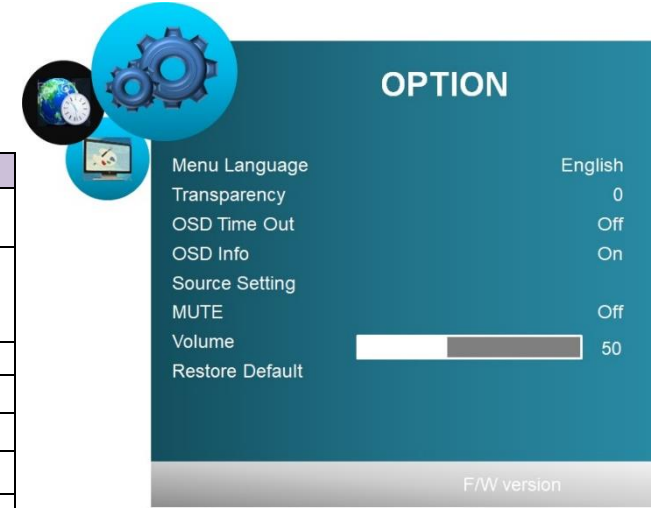 OPTION
Menu Language English
Transparency 0
OSD Time Out Off
OSD Info On
Source Setting
MUTE Off
Volume 50
Restore Default
F/W version